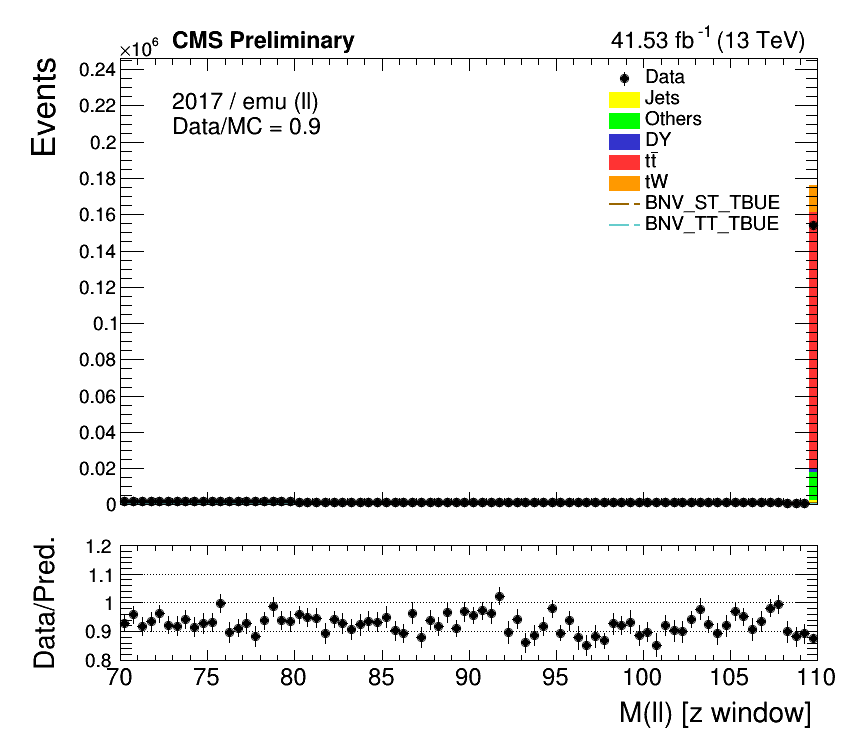 ×10⁶ CMS Preliminary 41.53 fb⁻¹ (13 TeV)
Events
0.24
0.22
0.2
0.18
0.16
0.14
0.12
0.1
0.08
0.06
0.04
0.02
0
2017 / emu (ll)
Data/MC = 0.9
Data
Jets
Others
DY
tt̄
tW
BNV_ST_TBUE
BNV_TT_TBUE
Data/Pred.
1.2
1.1
1
0.9
0.8
70 75 80 85 90 95 100 105 110
M(ll) [z window]